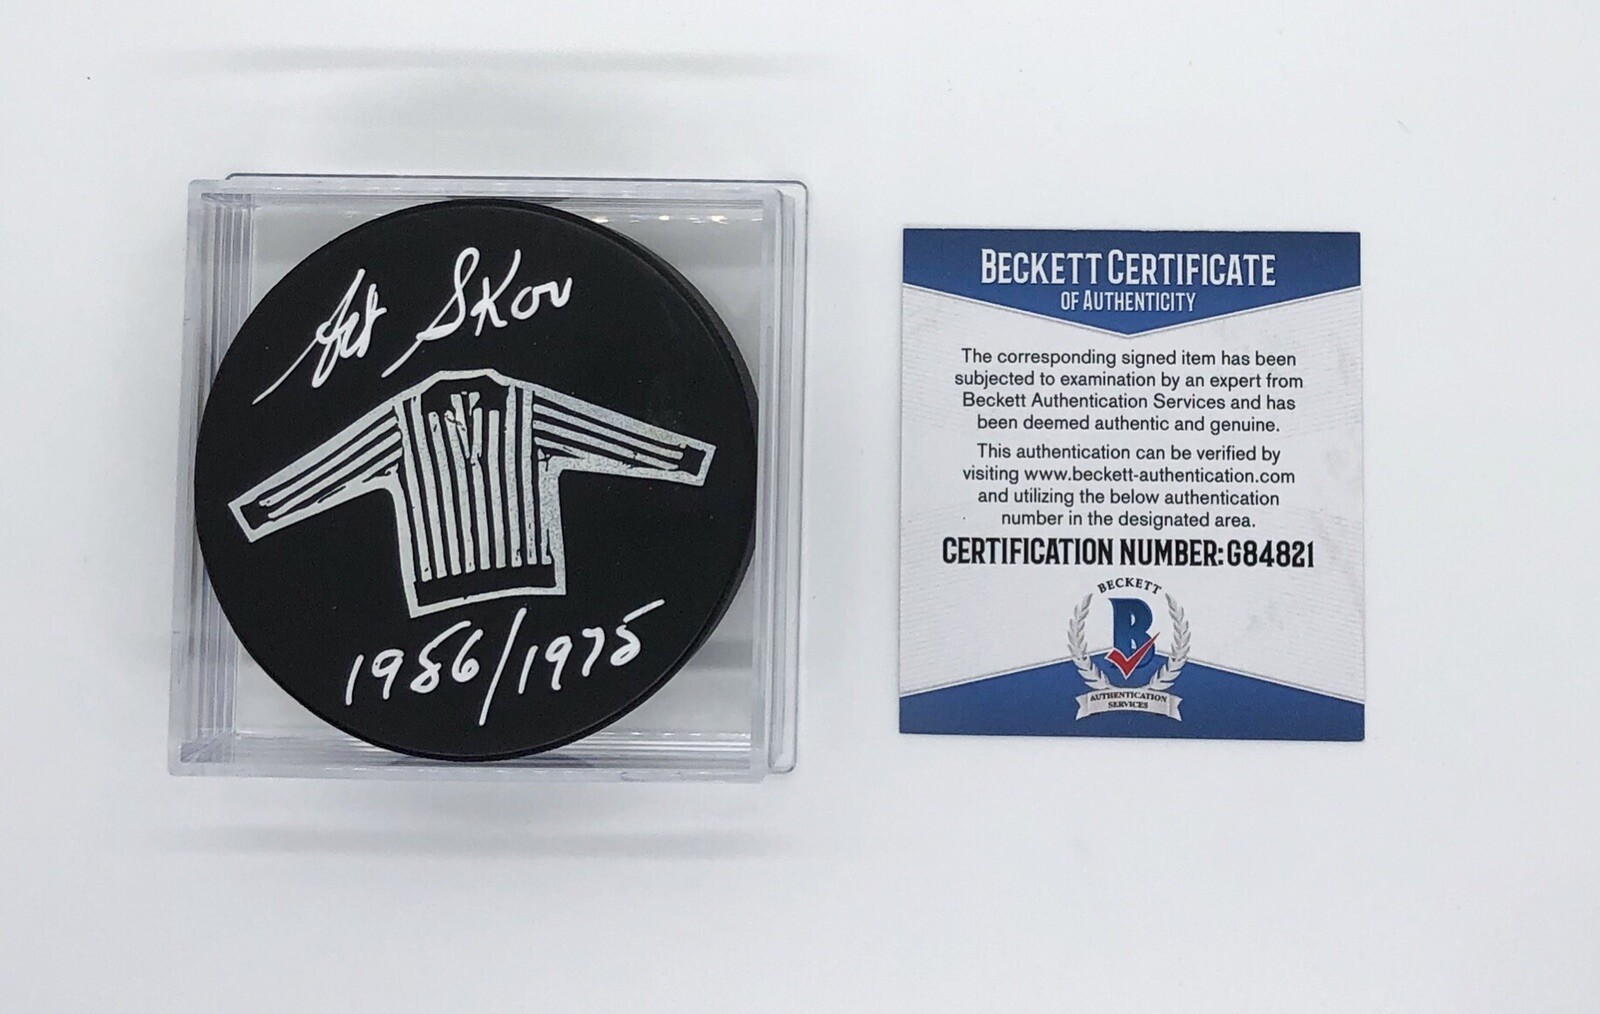 Art Skov
1956/1975
BECKETT CERTIFICATE
OF AUTHENTICITY
The corresponding signed item has been
subjected to examination by an expert from
Beckett Authentication Services and has
been deemed authentic and genuine.
This authentication can be verified by
visiting www.beckett-authentication.com
and utilizing the below authentication
number in the designated area.
CERTIFICATION NUMBER: G84821
BECKETT
B
AUTHENTICATION
SERVICES